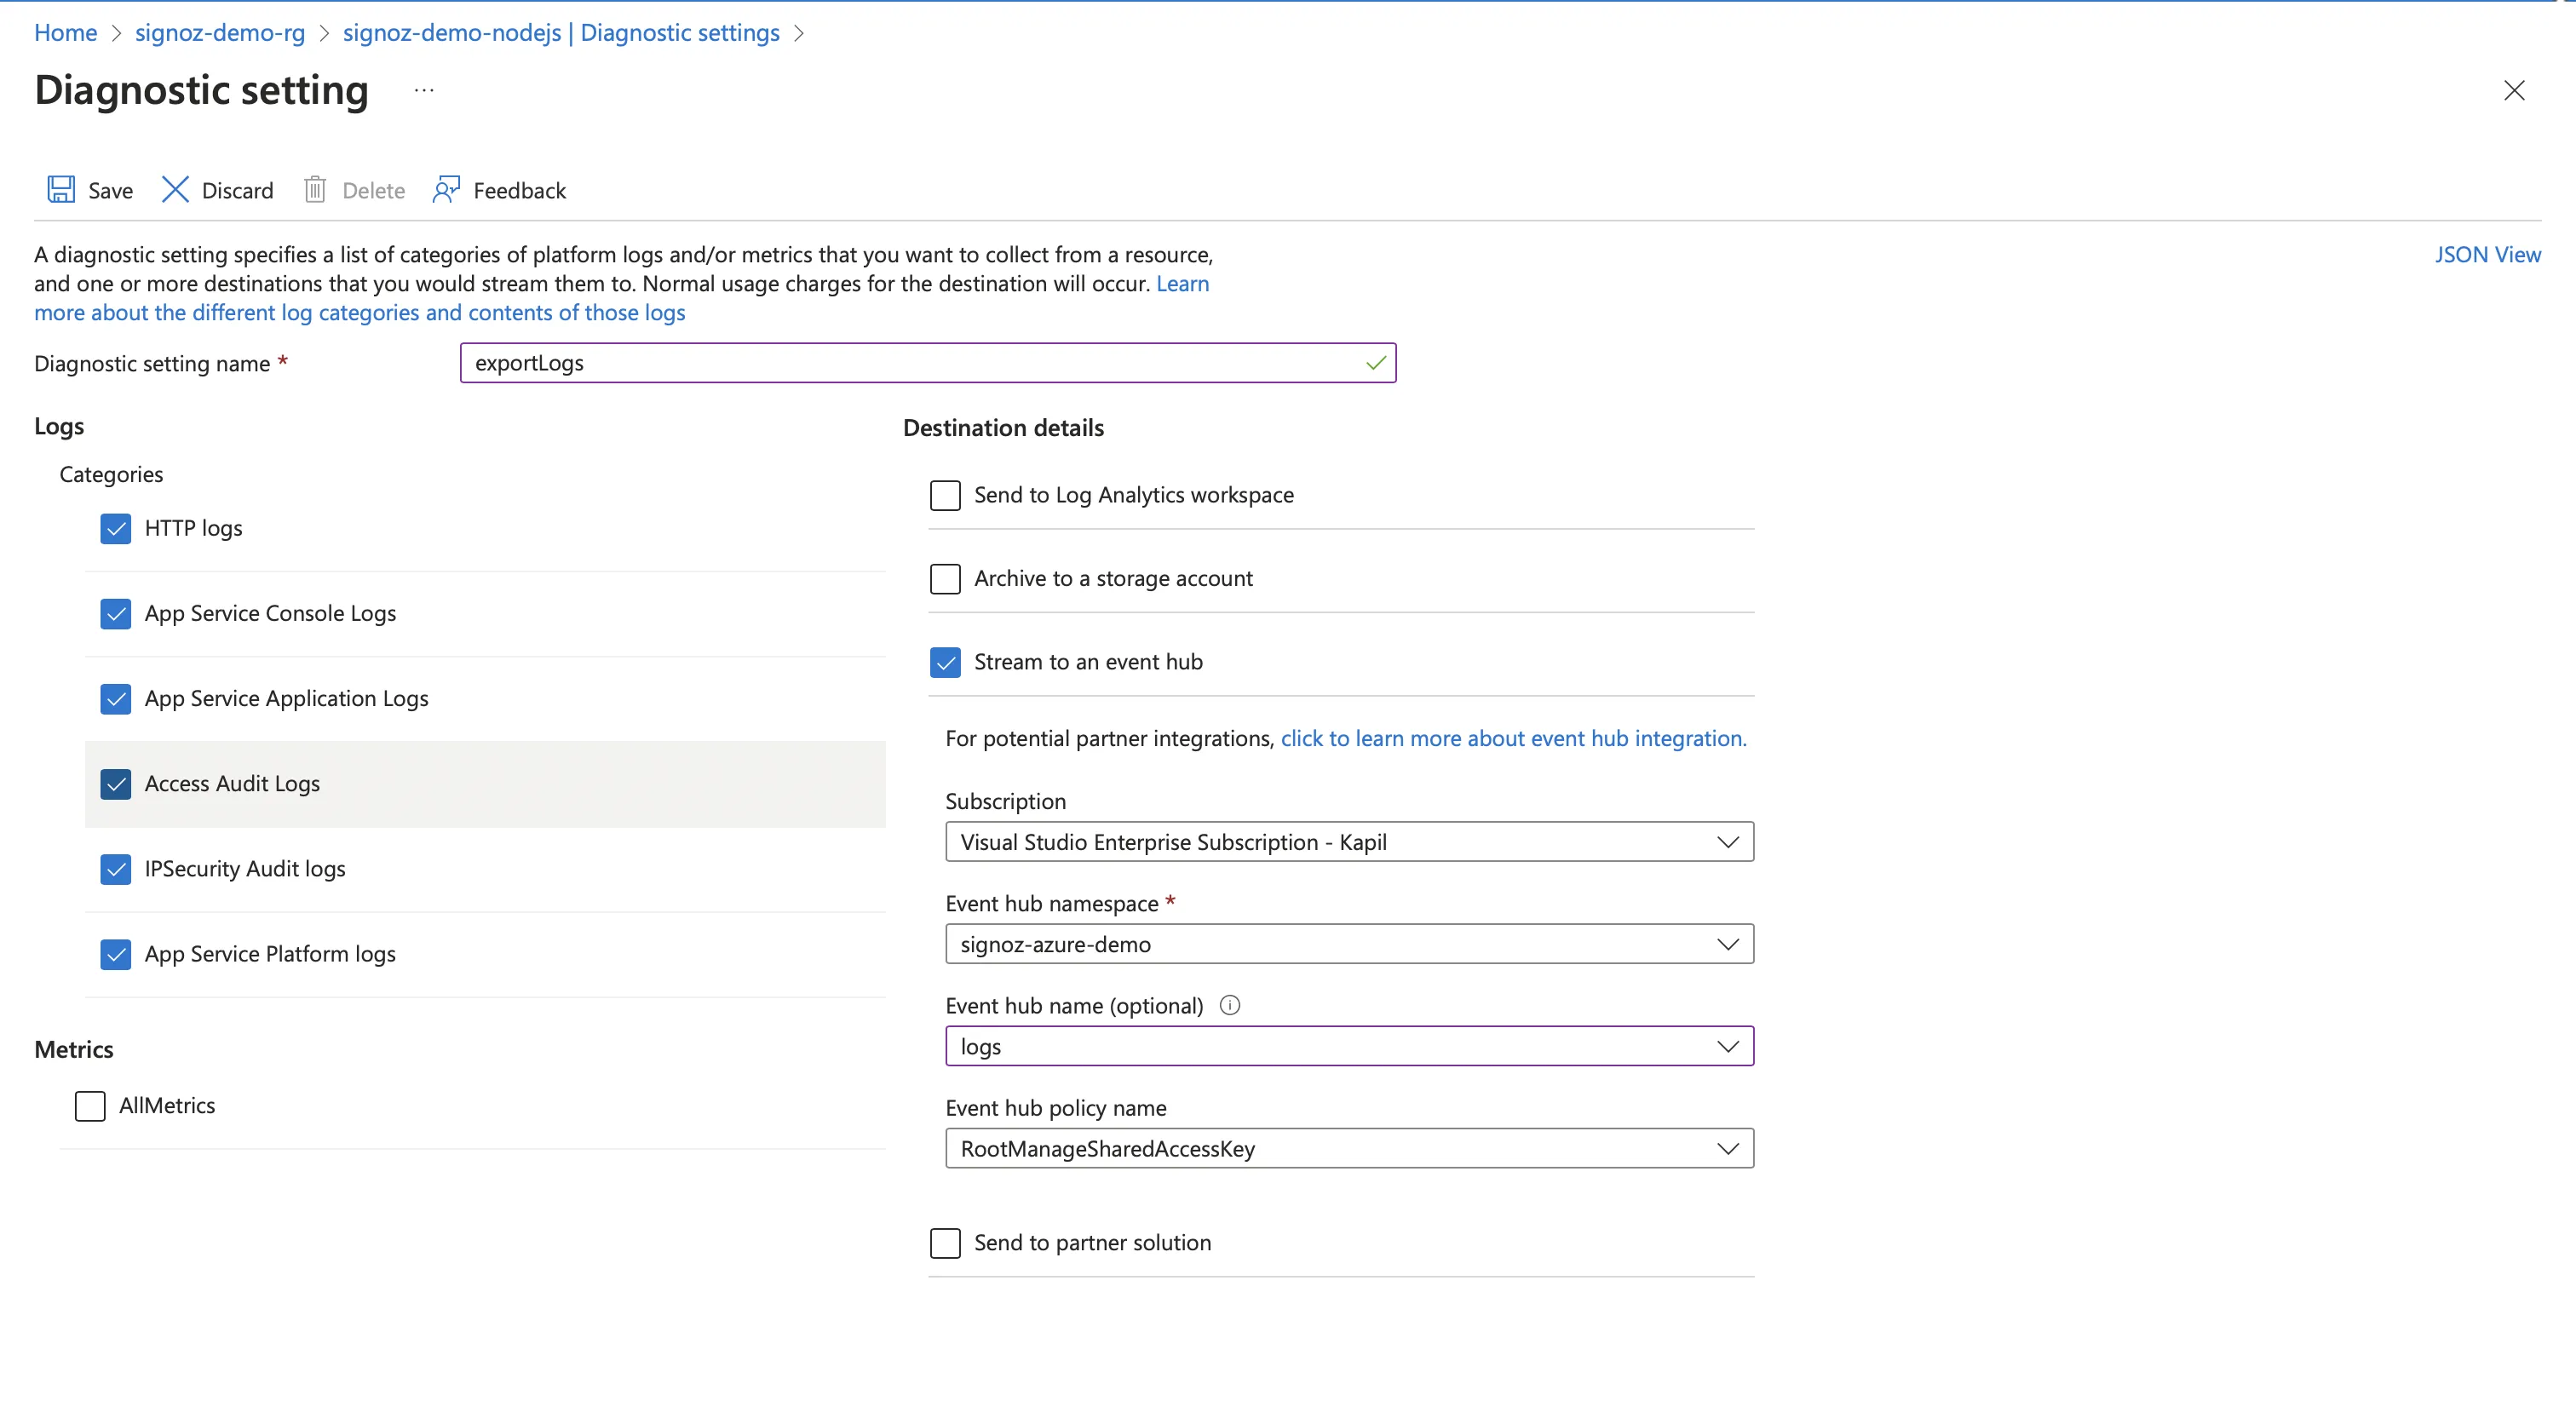 Home > signoz-demo-rg > signoz-demo-nodejs | Diagnostic settings >
Diagnostic setting ...
Save Discard Delete Feedback
A diagnostic setting specifies a list of categories of platform logs and/or metrics that you want to collect from a resource,
and one or more destinations that you would stream them to. Normal usage charges for the destination will occur. Learn
more about the different log categories and contents of those logs
JSON View
Diagnostic setting name *
exportLogs
Logs
Categories
HTTP logs
App Service Console Logs
App Service Application Logs
Access Audit Logs
IPSecurity Audit logs
App Service Platform logs
Metrics
AllMetrics
Destination details
Send to Log Analytics workspace
Archive to a storage account
Stream to an event hub
For potential partner integrations, click to learn more about event hub integration.
Subscription
Visual Studio Enterprise Subscription - Kapil
Event hub namespace *
signoz-azure-demo
Event hub name (optional)
logs
Event hub policy name
RootManageSharedAccessKey
Send to partner solution